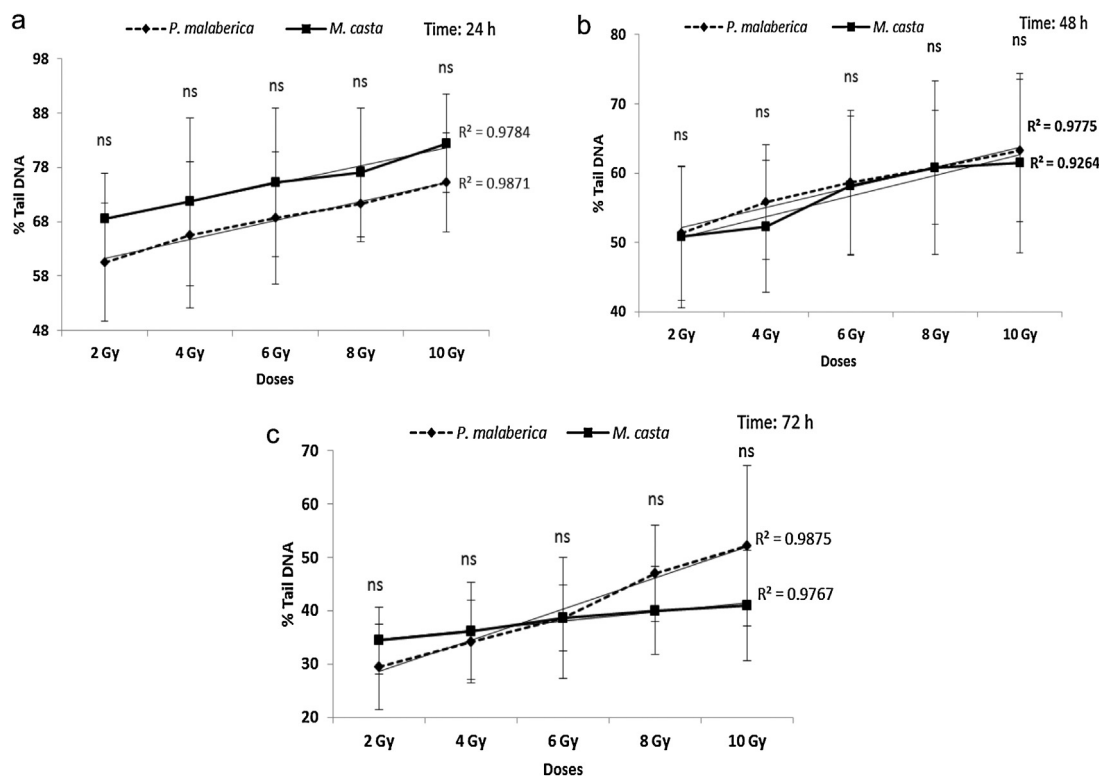 a
P. malaberica M. casta Time: 24 h
98
88
78
68
58
48
% Tail DNA
ns ns ns ns ns
R² = 0.9784
R² = 0.9871
2 Gy 4 Gy 6 Gy 8 Gy 10 Gy
Doses
b
P. malaberica M. casta Time: 48 h
80
70
60
50
40
% Tail DNA
ns ns ns ns ns
R² = 0.9775
R² = 0.9264
2 Gy 4 Gy 6 Gy 8 Gy 10 Gy
Doses
c
P. malaberica M. casta Time: 72 h
70
60
50
40
30
20
% Tail DNA
ns ns ns ns ns
R² = 0.9875
R² = 0.9767
2 Gy 4 Gy 6 Gy 8 Gy 10 Gy
Doses